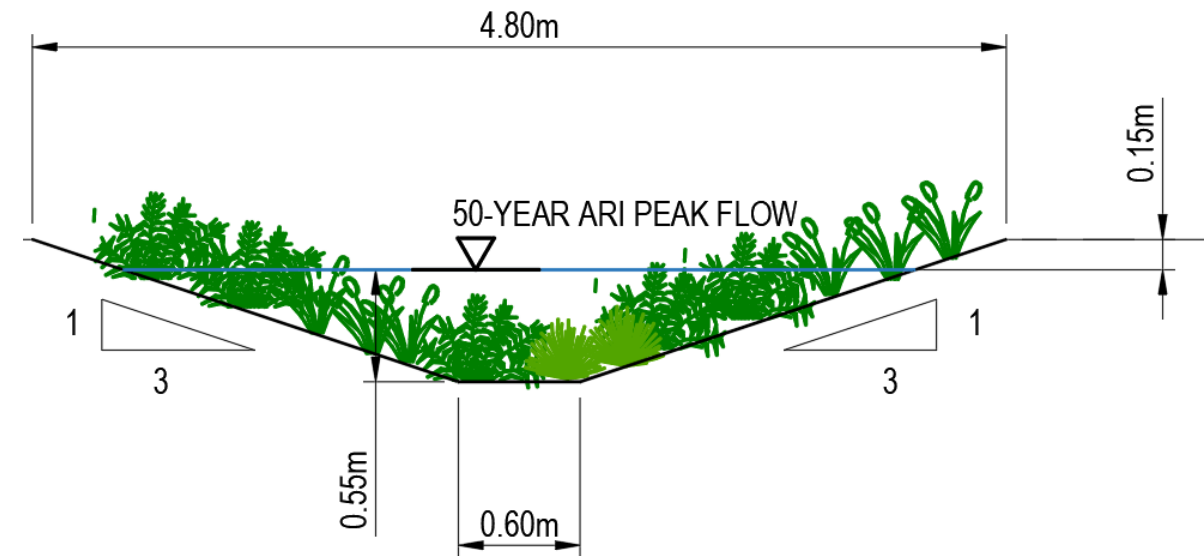 4.80m
0.15m
50-YEAR ARI PEAK FLOW
1
3
1
3
0.55m
0.60m